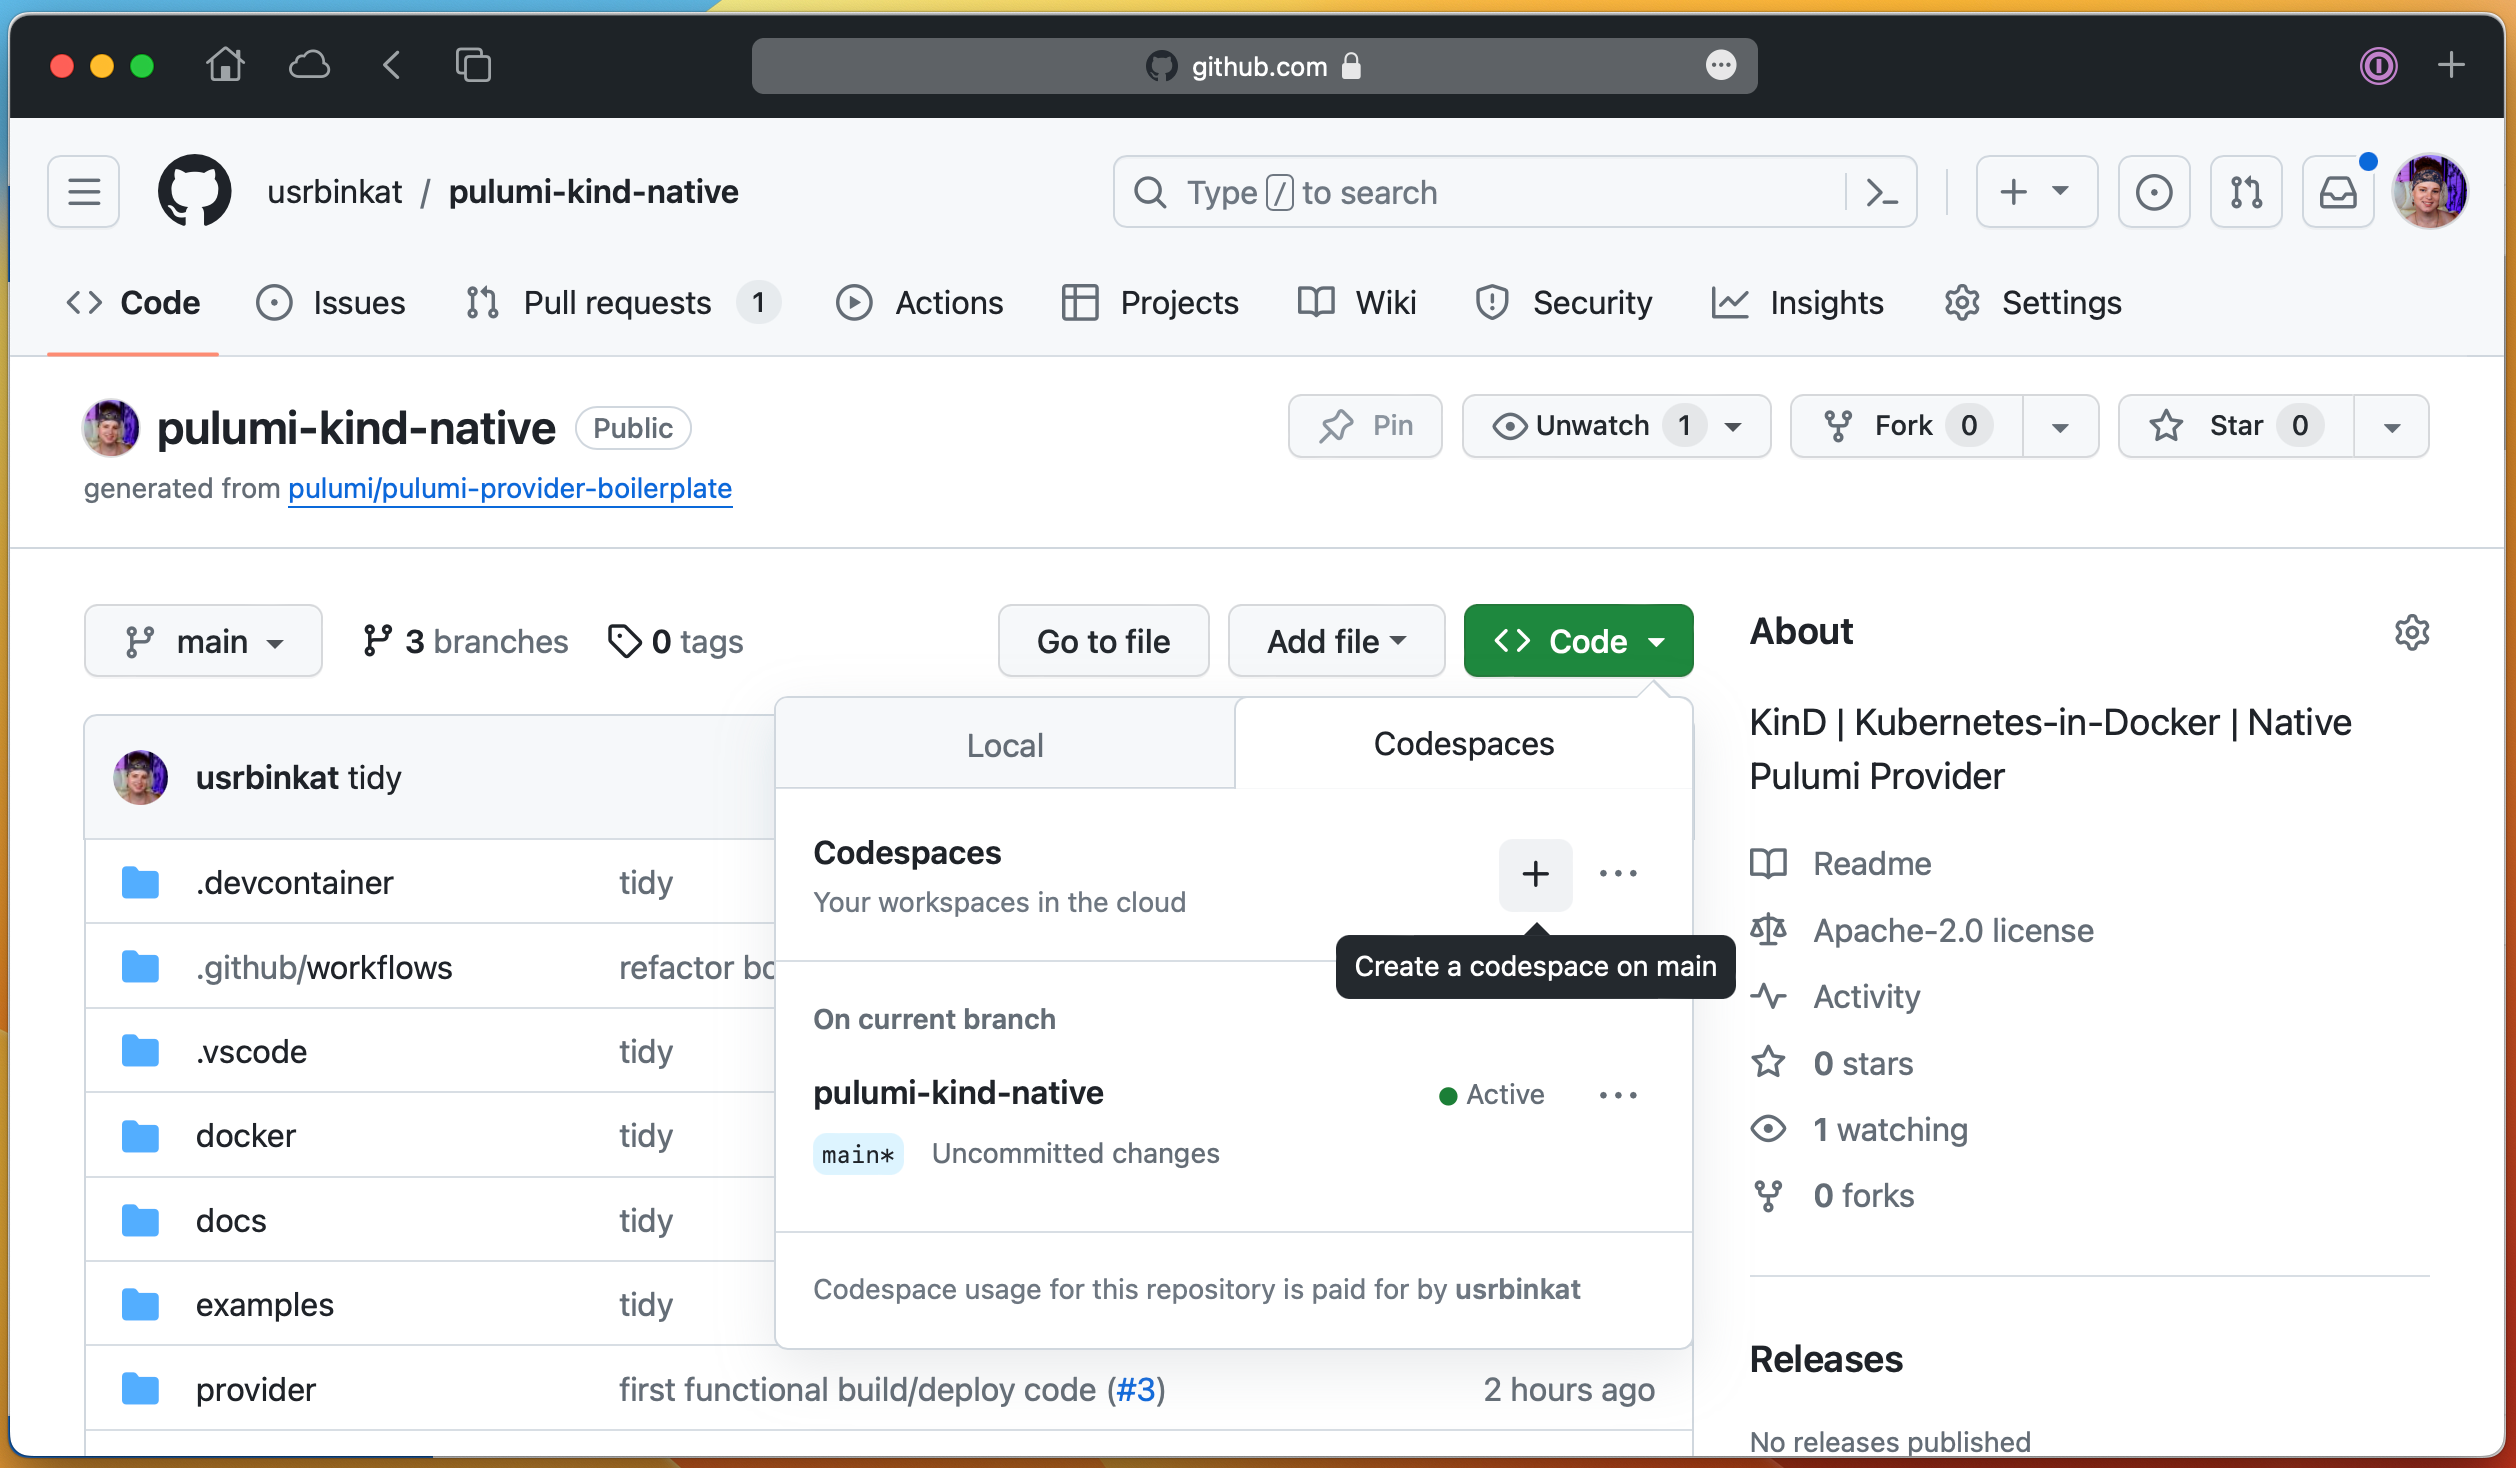 github.com
usrbinkat / pulumi-kind-native
Type / to search
Code
Issues
Pull requests 1
Actions
Projects
Wiki
Security
Insights
Settings
pulumi-kind-native Public
Pin
Unwatch 1
Fork 0
Star 0
generated from pulumi/pulumi-provider-boilerplate
main
3 branches
0 tags
Go to file
Add file
Code
Local
Codespaces
Codespaces
Your workspaces in the cloud
Create a codespace on main
On current branch
pulumi-kind-native
Active
main*
Uncommitted changes
Codespace usage for this repository is paid for by usrbinkat
usrbinkat tidy
.devcontainer tidy
.github/workflows refactor
.vscode tidy
docker tidy
docs tidy
examples tidy
provider first functional build/deploy code (#3) 2 hours ago
About
KinD | Kubernetes-in-Docker | Native
Pulumi Provider
Readme
Apache-2.0 license
Activity
0 stars
1 watching
0 forks
Releases
No releases published